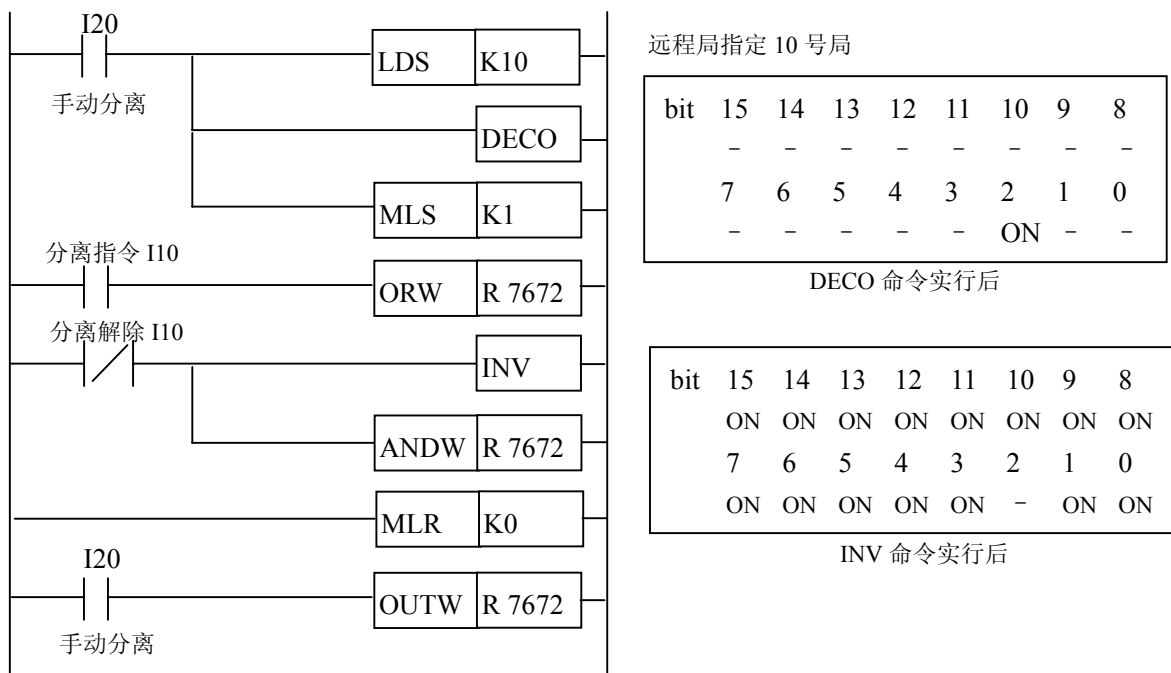 I20
手动分离
LDS K10
DECO
MLS K1
分离指令 I10
ORW R 7672
分离解除 I10
INV
ANDW R 7672
MLR K0
I20
手动分离
OUTW R 7672
远程局指定 10 号局
bit 15 14 13 12 11 10 9 8
－ － － － － － － －
7 6 5 4 3 2 1 0
－ － － － － ON － －
DECO 命令实行后
bit 15 14 13 12 11 10 9 8
ON ON ON ON ON ON ON ON
7 6 5 4 3 2 1 0
ON ON ON ON ON － ON ON
INV 命令实行后